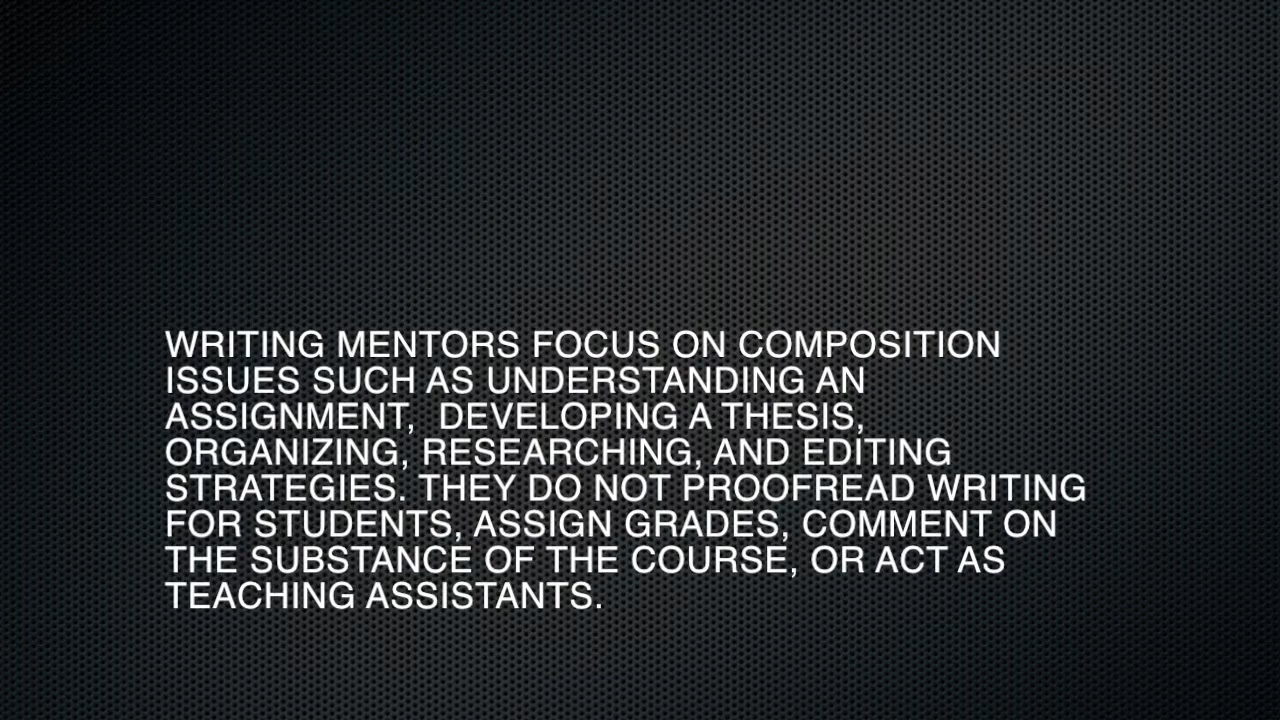 WRITING MENTORS FOCUS ON COMPOSITION
ISSUES SUCH AS UNDERSTANDING AN
ASSIGNMENT,  DEVELOPING A THESIS,
ORGANIZING, RESEARCHING, AND EDITING
STRATEGIES. THEY DO NOT PROOFREAD WRITING
FOR STUDENTS, ASSIGN GRADES, COMMENT ON
THE SUBSTANCE OF THE COURSE, OR ACT AS
TEACHING ASSISTANTS.